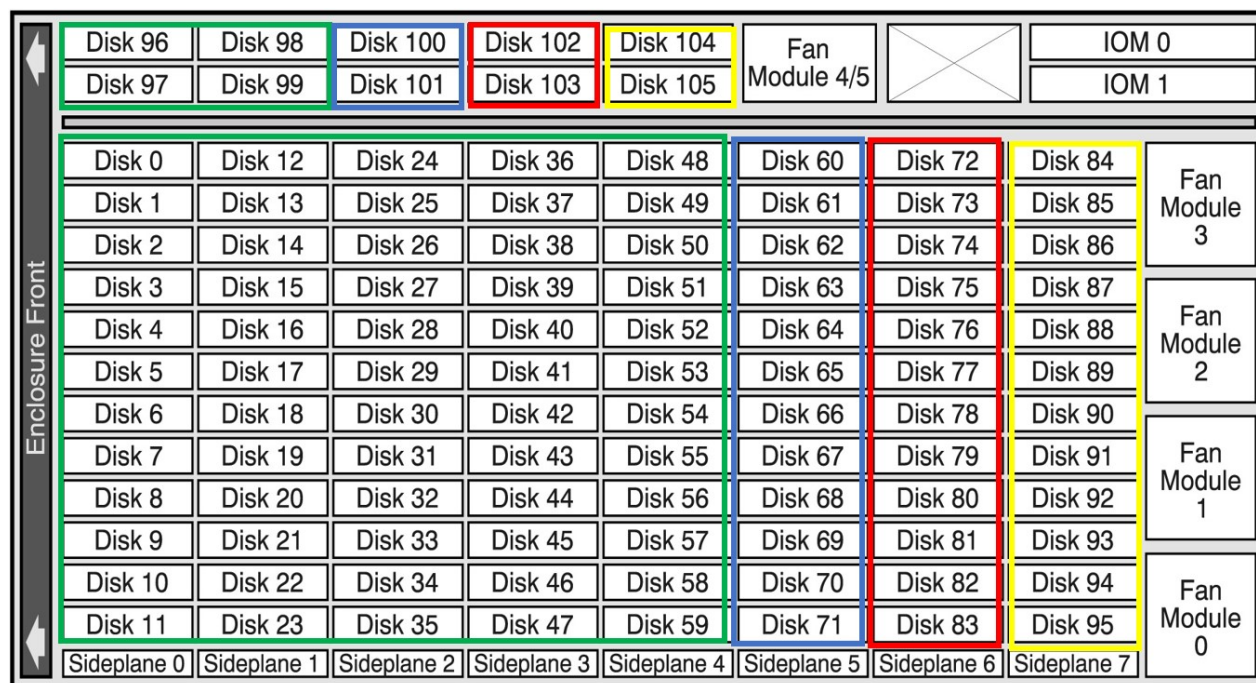 Disk 96 Disk 98 Disk 100 Disk 102 Disk 104 Fan Module 4/5 IOM 0
Disk 97 Disk 99 Disk 101 Disk 103 Disk 105 IOM 1
Enclosure Front
Disk 0 Disk 12 Disk 24 Disk 36 Disk 48 Disk 60 Disk 72 Disk 84
Disk 1 Disk 13 Disk 25 Disk 37 Disk 49 Disk 61 Disk 73 Disk 85
Disk 2 Disk 14 Disk 26 Disk 38 Disk 50 Disk 62 Disk 74 Disk 86
Disk 3 Disk 15 Disk 27 Disk 39 Disk 51 Disk 63 Disk 75 Disk 87
Disk 4 Disk 16 Disk 28 Disk 40 Disk 52 Disk 64 Disk 76 Disk 88
Disk 5 Disk 17 Disk 29 Disk 41 Disk 53 Disk 65 Disk 77 Disk 89
Disk 6 Disk 18 Disk 30 Disk 42 Disk 54 Disk 66 Disk 78 Disk 90
Disk 7 Disk 19 Disk 31 Disk 43 Disk 55 Disk 67 Disk 79 Disk 91
Disk 8 Disk 20 Disk 32 Disk 44 Disk 56 Disk 68 Disk 80 Disk 92
Disk 9 Disk 21 Disk 33 Disk 45 Disk 57 Disk 69 Disk 81 Disk 93
Disk 10 Disk 22 Disk 34 Disk 46 Disk 58 Disk 70 Disk 82 Disk 94
Disk 11 Disk 23 Disk 35 Disk 47 Disk 59 Disk 71 Disk 83 Disk 95
Sideplane 0 Sideplane 1 Sideplane 2 Sideplane 3 Sideplane 4 Sideplane 5 Sideplane 6 Sideplane 7
Fan
Module
3
Fan
Module
2
Fan
Module
1
Fan
Module
0